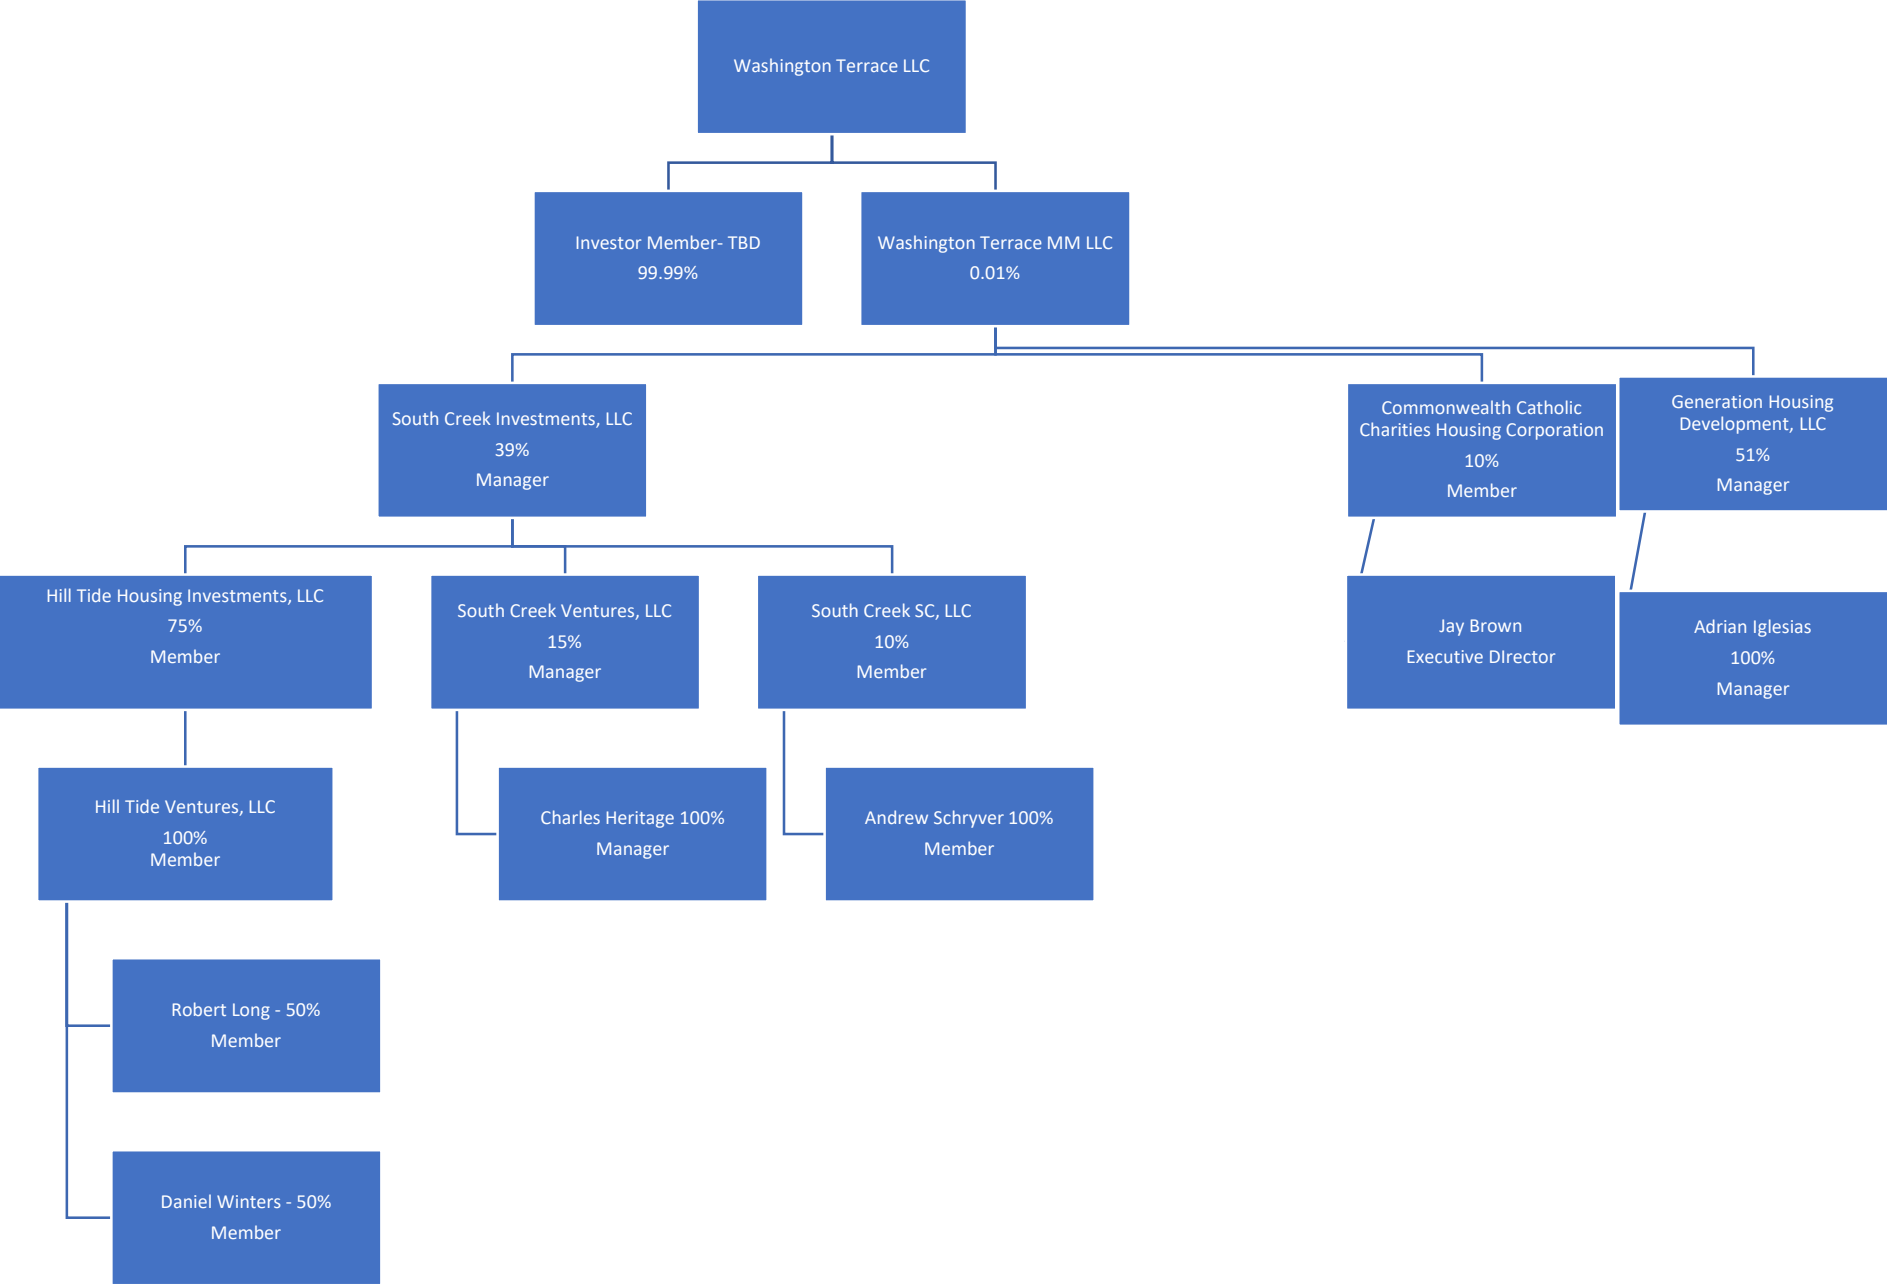 Washington Terrace LLC
Investor Member- TBD
99.99%
Washington Terrace MM LLC
0.01%
South Creek Investments, LLC
39%
Manager
Commonwealth Catholic
Charities Housing Corporation
10%
Member
Generation Housing
Development, LLC
51%
Manager
Hill Tide Housing Investments, LLC
75%
Member
South Creek Ventures, LLC
15%
Manager
South Creek SC, LLC
10%
Member
Jay Brown
Executive DIrector
Adrian Iglesias
100%
Manager
Hill Tide Ventures, LLC
100%
Member
Charles Heritage 100%
Manager
Andrew Schryver 100%
Member
Robert Long - 50%
Member
Daniel Winters - 50%
Member